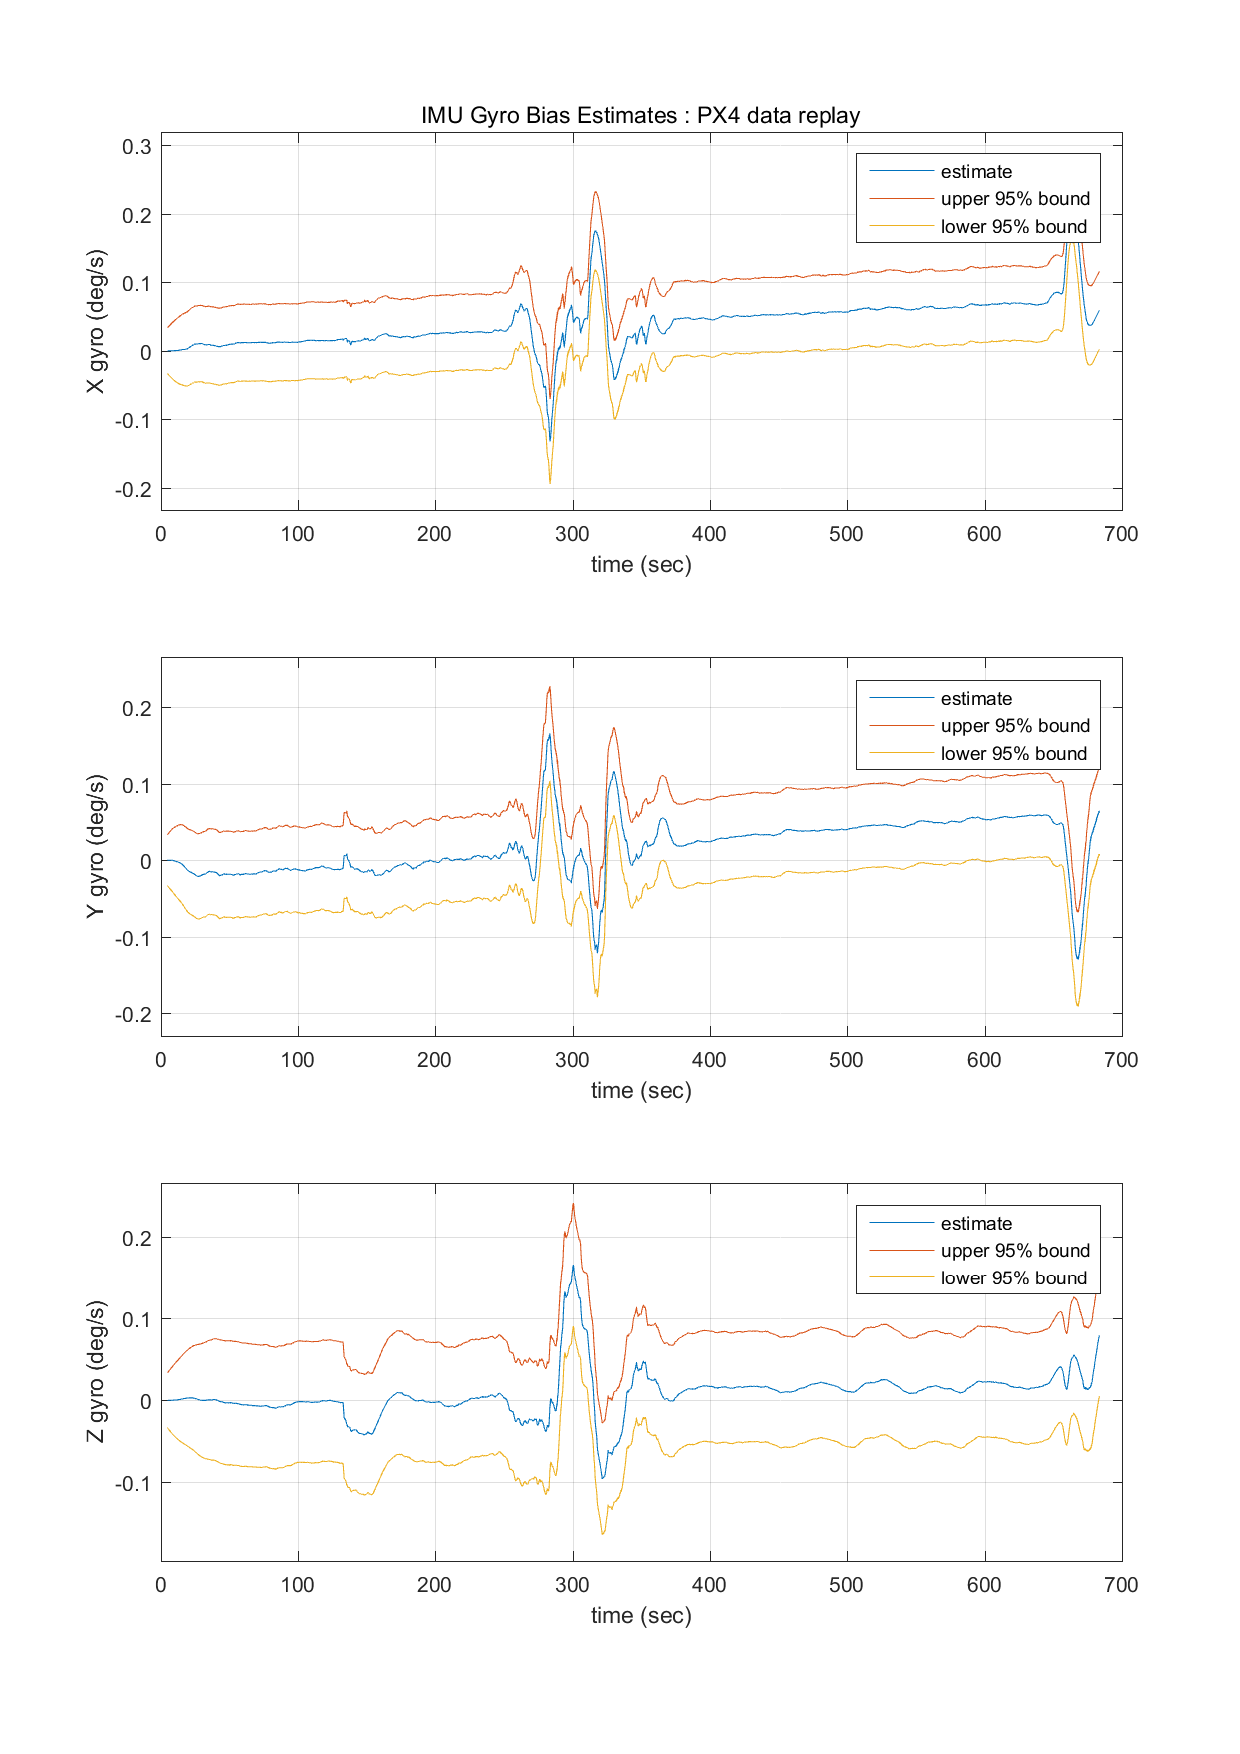 IMU Gyro Bias Estimates : PX4 data replay
0.3
0.2
0.1
0
-0.1
-0.2
X gyro (deg/s)
estimate
upper 95% bound
lower 95% bound
0 100 200 300 400 500 600 700
time (sec)
0.2
0.1
0
-0.1
-0.2
Y gyro (deg/s)
estimate
upper 95% bound
lower 95% bound
0 100 200 300 400 500 600 700
time (sec)
0.2
0.1
0
-0.1
Z gyro (deg/s)
estimate
upper 95% bound
lower 95% bound
0 100 200 300 400 500 600 700
time (sec)